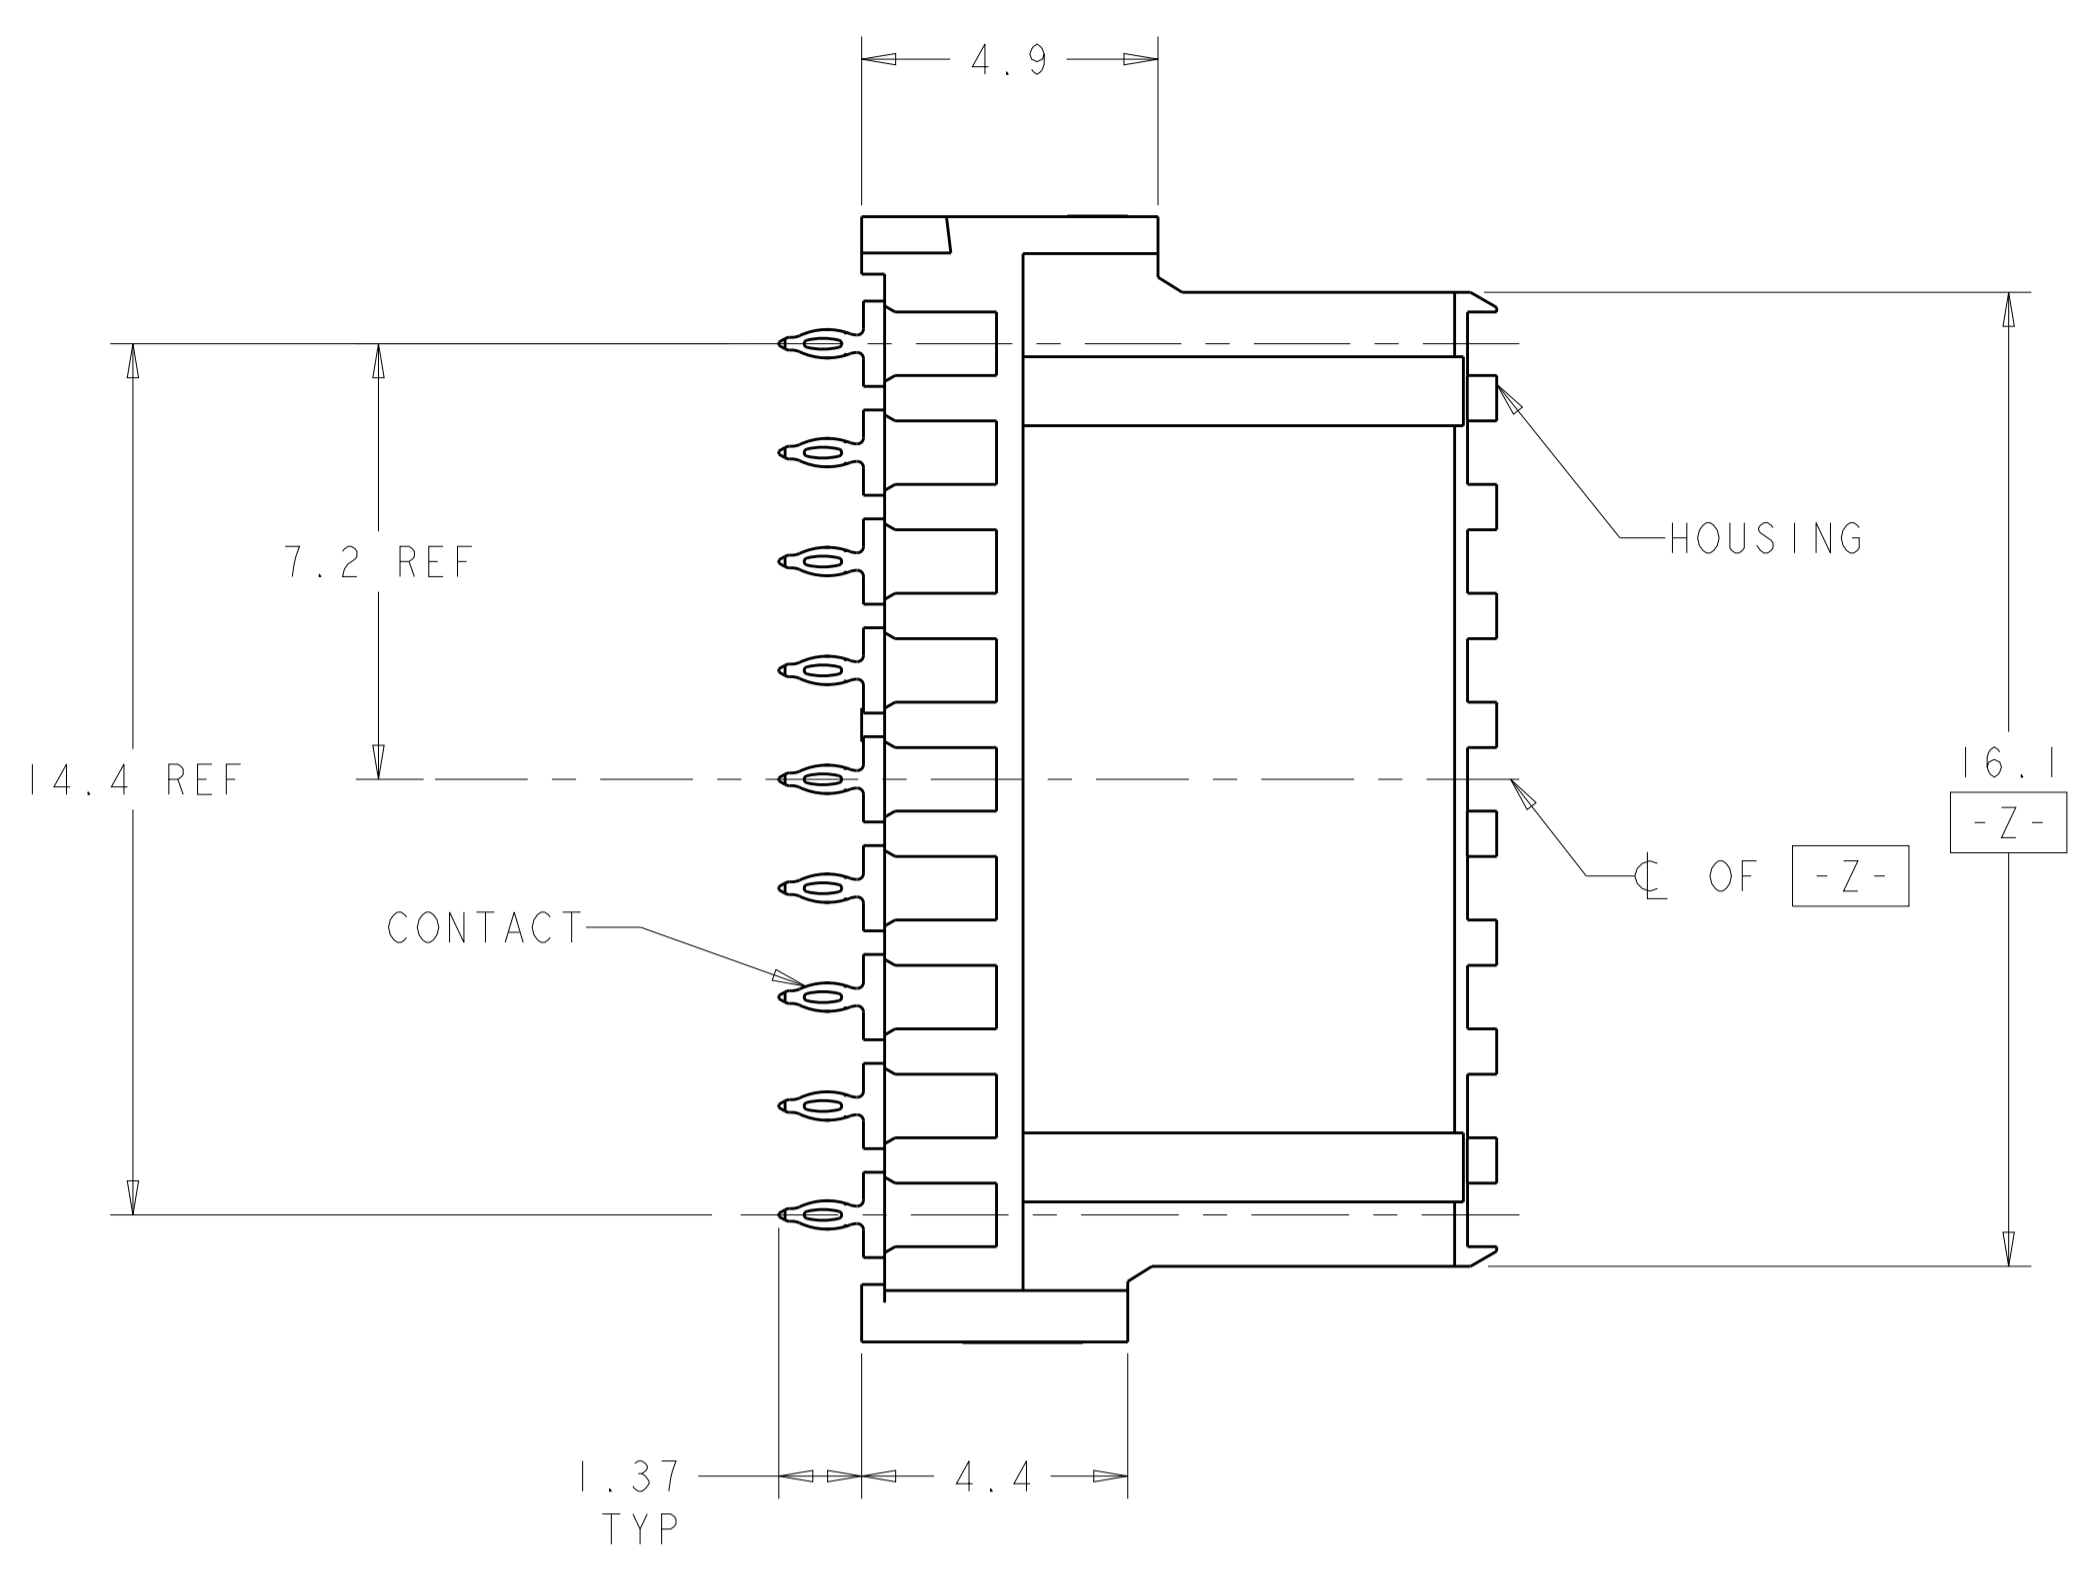 4.9
7.2 REF
HOUSING
14.4 REF
16.1
-Z-
℄ OF -Z-
CONTACT
1.37
TYP
4.4